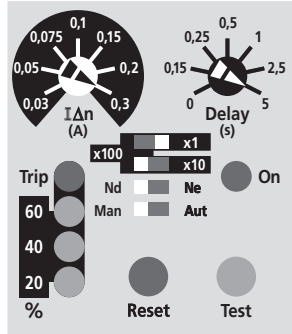 0,1 0,5
0,075 0,15 0,25 1
0,05 0,2 0,15 2,5
0,03 0,3 0 5
IΔn Delay
(A) (s)
x1
x100
x10
Trip On
Nd Ne
60 Man Aut
40
20
% Reset Test